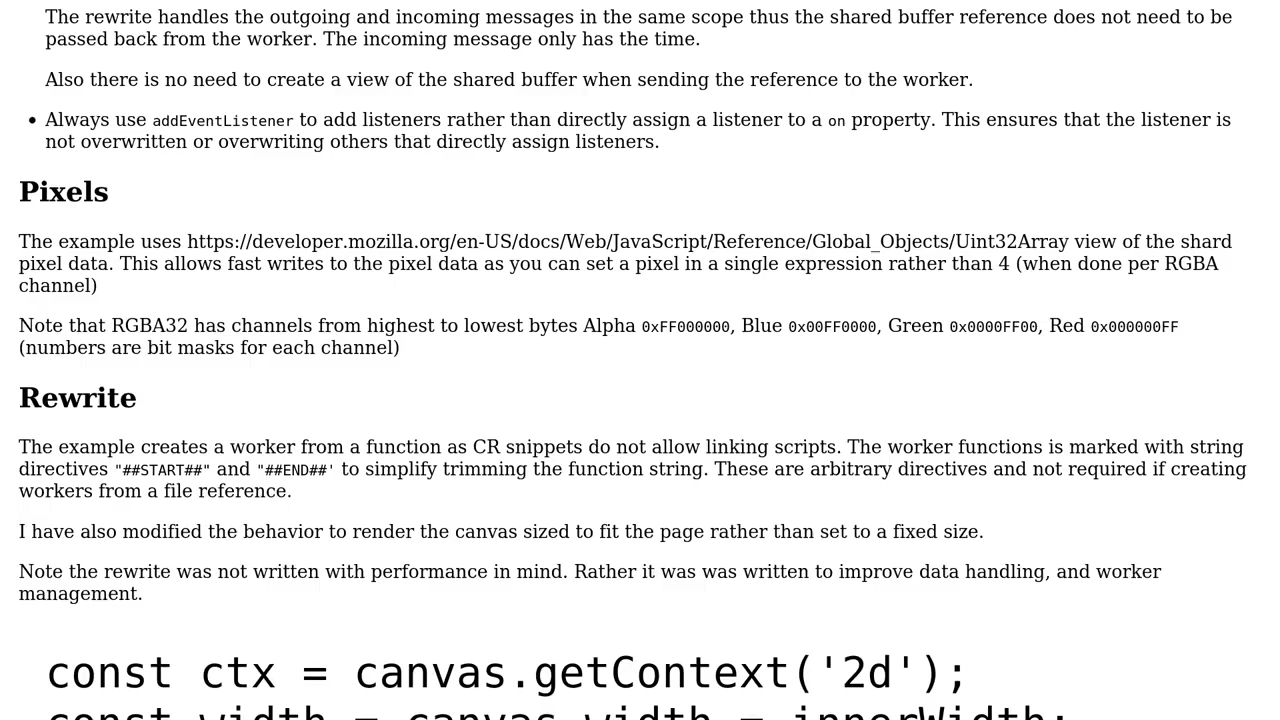 The rewrite handles the outgoing and incoming messages in the same scope thus the shared buffer reference does not need to be
passed back from the worker. The incoming message only has the time.
Also there is no need to create a view of the shared buffer when sending the reference to the worker.
• Always use addEventListener to add listeners rather than directly assign a listener to a on property. This ensures that the listener is
not overwritten or overwriting others that directly assign listeners.
Pixels
The example uses https://developer.mozilla.org/en-US/docs/Web/JavaScript/Reference/Global_Objects/Uint32Array view of the shard
pixel data. This allows fast writes to the pixel data as you can set a pixel in a single expression rather than 4 (when done per RGBA
channel)
Note that RGBA32 has channels from highest to lowest bytes Alpha 0xFF000000, Blue 0x00FF0000, Green 0x0000FF00, Red 0x000000FF
(numbers are bit masks for each channel)
Rewrite
The example creates a worker from a function as CR snippets do not allow linking scripts. The worker functions is marked with string
directives "##START##" and "##END##' to simplify trimming the function string. These are arbitrary directives and not required if creating
workers from a file reference.
I have also modified the behavior to render the canvas sized to fit the page rather than set to a fixed size.
Note the rewrite was not written with performance in mind. Rather it was was written to improve data handling, and worker
management.
const ctx = canvas.getContext('2d');
const width = canvas.width = innerWidth;